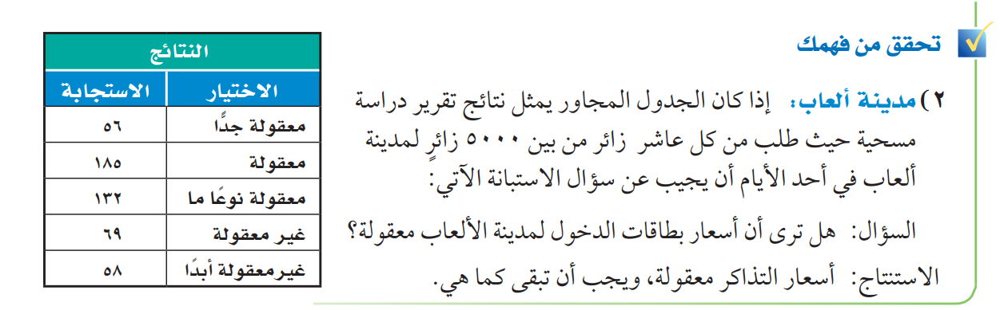 تحقق من فهمك
٢) مدينة ألعاب: إذا كان الجدول المجاور يمثل نتائج تقرير دراسة
مسحية حيث طلب من كل عاشر زائر من بين ٥٠٠٠ زائرٍ لمدينة
ألعاب في أحد الأيام أن يجيب عن سؤال الاستبانة الآتي:
السؤال: هل ترى أن أسعار بطاقات الدخول لمدينة الألعاب معقولة؟
الاستنتاج: أسعار التذاكر معقولة، ويجب أن تبقى كما هي.
النتائج
الاختيار الاستجابة
معقولة جدًّا ٥٦
معقولة ١٨٥
معقولة نوعًا ما ١٣٢
غير معقولة ٦٩
غير معقولة أبدًا ٥٨